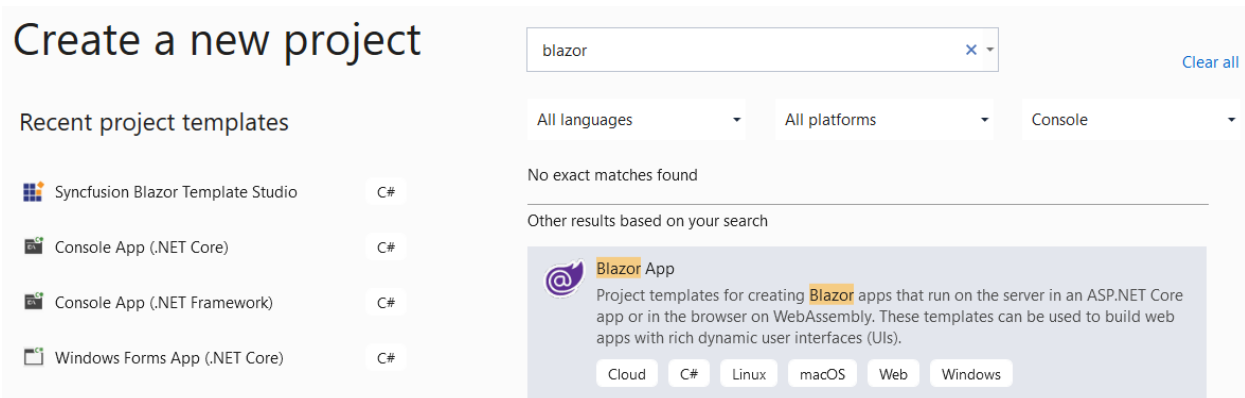 Create a new project
Recent project templates
Syncfusion Blazor Template Studio C#
Console App (.NET Core) C#
Console App (.NET Framework) C#
Windows Forms App (.NET Core) C#
blazor
Clear all
All languages All platforms Console
No exact matches found
Other results based on your search
Blazor App
Project templates for creating Blazor apps that run on the server in an ASP.NET Core
app or in the browser on WebAssembly. These templates can be used to build web
apps with rich dynamic user interfaces (UIs).
Cloud C# Linux macOS Web Windows